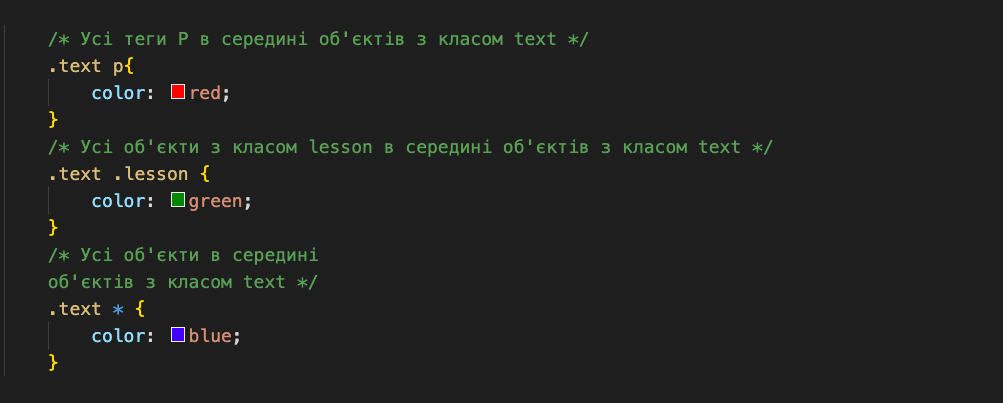 /* Усі теги P в середині об'єктів з класом text */
.text p{
color: red;
}
/* Усі об'єкти з класом lesson в середині об'єктів з класом text */
.text .lesson {
color: green;
}
/* Усі об'єкти в середині
об'єктів з класом text */
.text * {
color: blue;
}